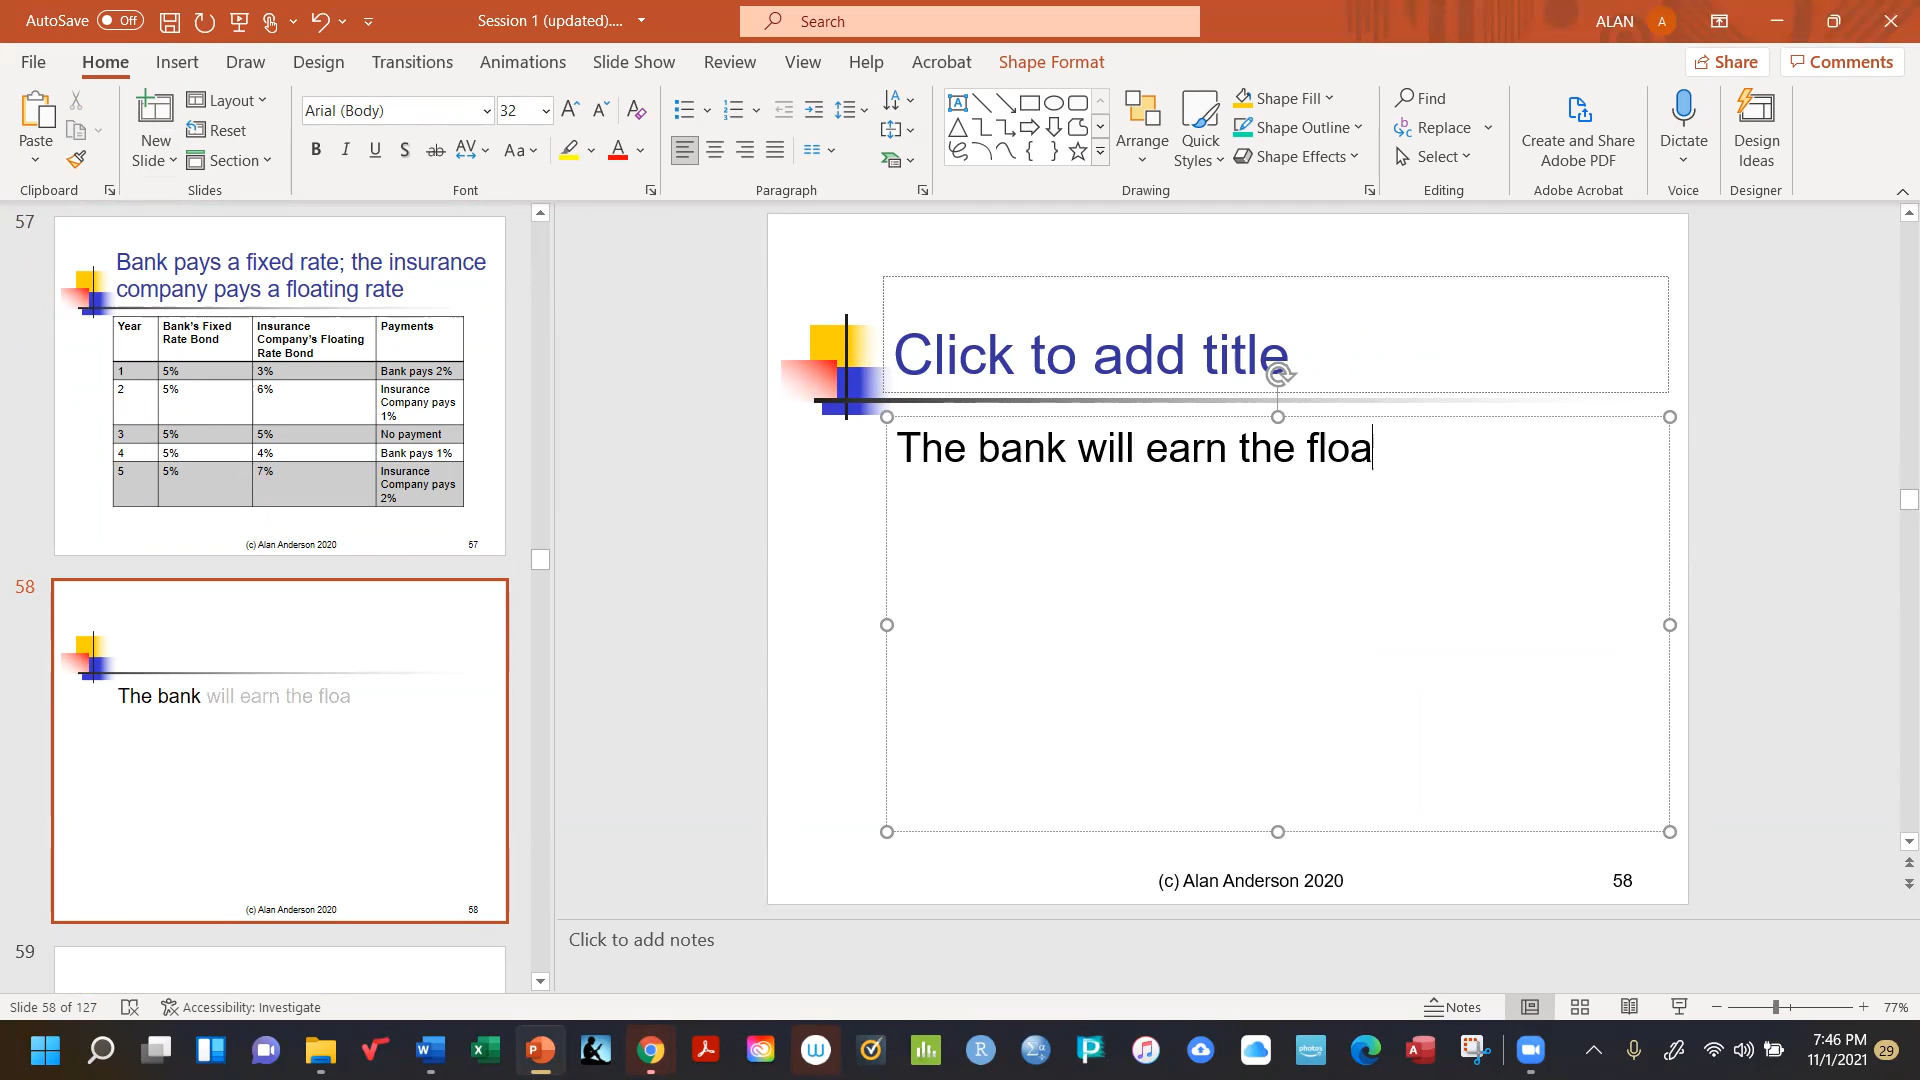 AutoSave Off
Session 1 (updated)....
Search
ALAN A
File Home Insert Draw Design Transitions Animations Slide Show Review View Help Acrobat Shape Format
Share Comments
Paste
Clipboard
New Slide
Layout
Reset
Section
Slides
Arial (Body) 32
Font
Paragraph
Arrange
Quick Styles
Shape Fill
Shape Outline
Shape Effects
Drawing
Find
Replace
Select
Editing
Create and Share Adobe PDF
Adobe Acrobat
Dictate
Voice
Design Ideas
Designer
57
Bank pays a fixed rate; the insurance
company pays a floating rate
Year Bank's Fixed Rate Bond Insurance Company's Floating Rate Bond Payments
1 5% 3% Bank pays 2%
2 5% 6% Insurance Company pays 1%
3 5% 5% No payment
4 5% 4% Bank pays 1%
5 5% 7% Insurance Company pays 2%
(c) Alan Anderson 2020 57
58
The bank will earn the floa
(c) Alan Anderson 2020 58
59
Click to add title
The bank will earn the floa
(c) Alan Anderson 2020 58
Click to add notes
Slide 58 of 127 Accessibility: Investigate Notes 77%
7:46 PM
11/1/2021
29